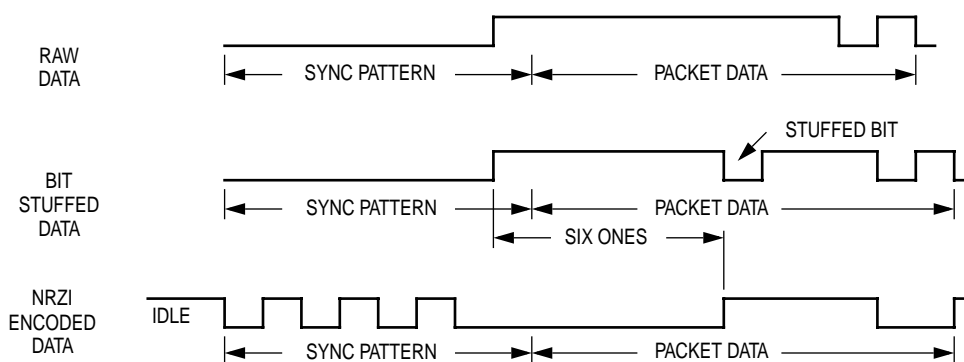 RAW
DATA
SYNC PATTERN
PACKET DATA
STUFFED BIT
BIT
STUFFED
DATA
SYNC PATTERN
PACKET DATA
SIX ONES
NRZI
ENCODED
DATA
IDLE
SYNC PATTERN
PACKET DATA